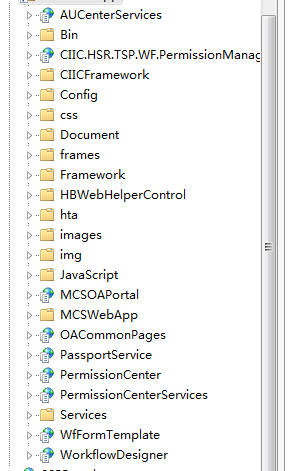 AUCenterServices
Bin
CIIC.HSR.TSP.WF.PermissionManag
CIICFramework
Config
css
Document
frames
Framework
HBWebHelperControl
hta
images
img
JavaScript
MCSOAPortal
MCSWebApp
OACommonPages
PassportService
PermissionCenter
PermissionCenterServices
Services
WfFormTemplate
WorkflowDesigner